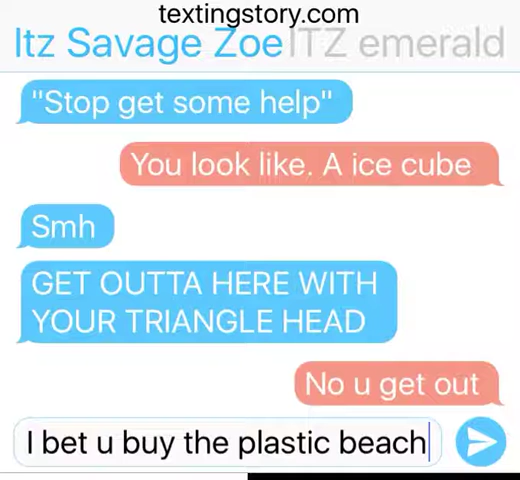 textingstory.com
Itz Savage Zoe ITZ emerald
"Stop get some help"
You look like. A ice cube
Smh
GET OUTTA HERE WITH
YOUR TRIANGLE HEAD
No u get out
I bet u buy the plastic beach